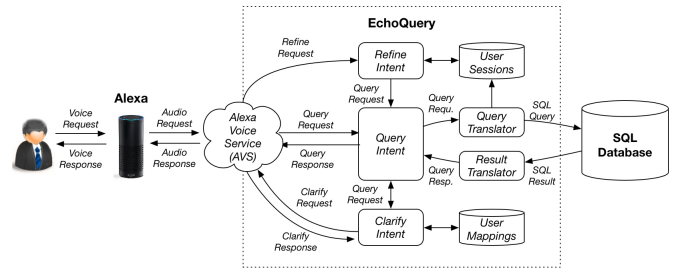 EchoQuery
Refine
Request
Refine
Intent
User
Sessions
Alexa
Voice
Request
Voice
Response
Audio
Request
Audio
Response
Alexa
Voice
Service
(AVS)
Query
Request
Query
Request
Query
Response
Query
Intent
Query
Requ.
Query
Translator
SQL
Query
Query
Resp.
Result
Translator
SQL
Result
SQL
Database
Clarify
Request
Query
Request
Clarify
Response
Clarify
Intent
User
Mappings